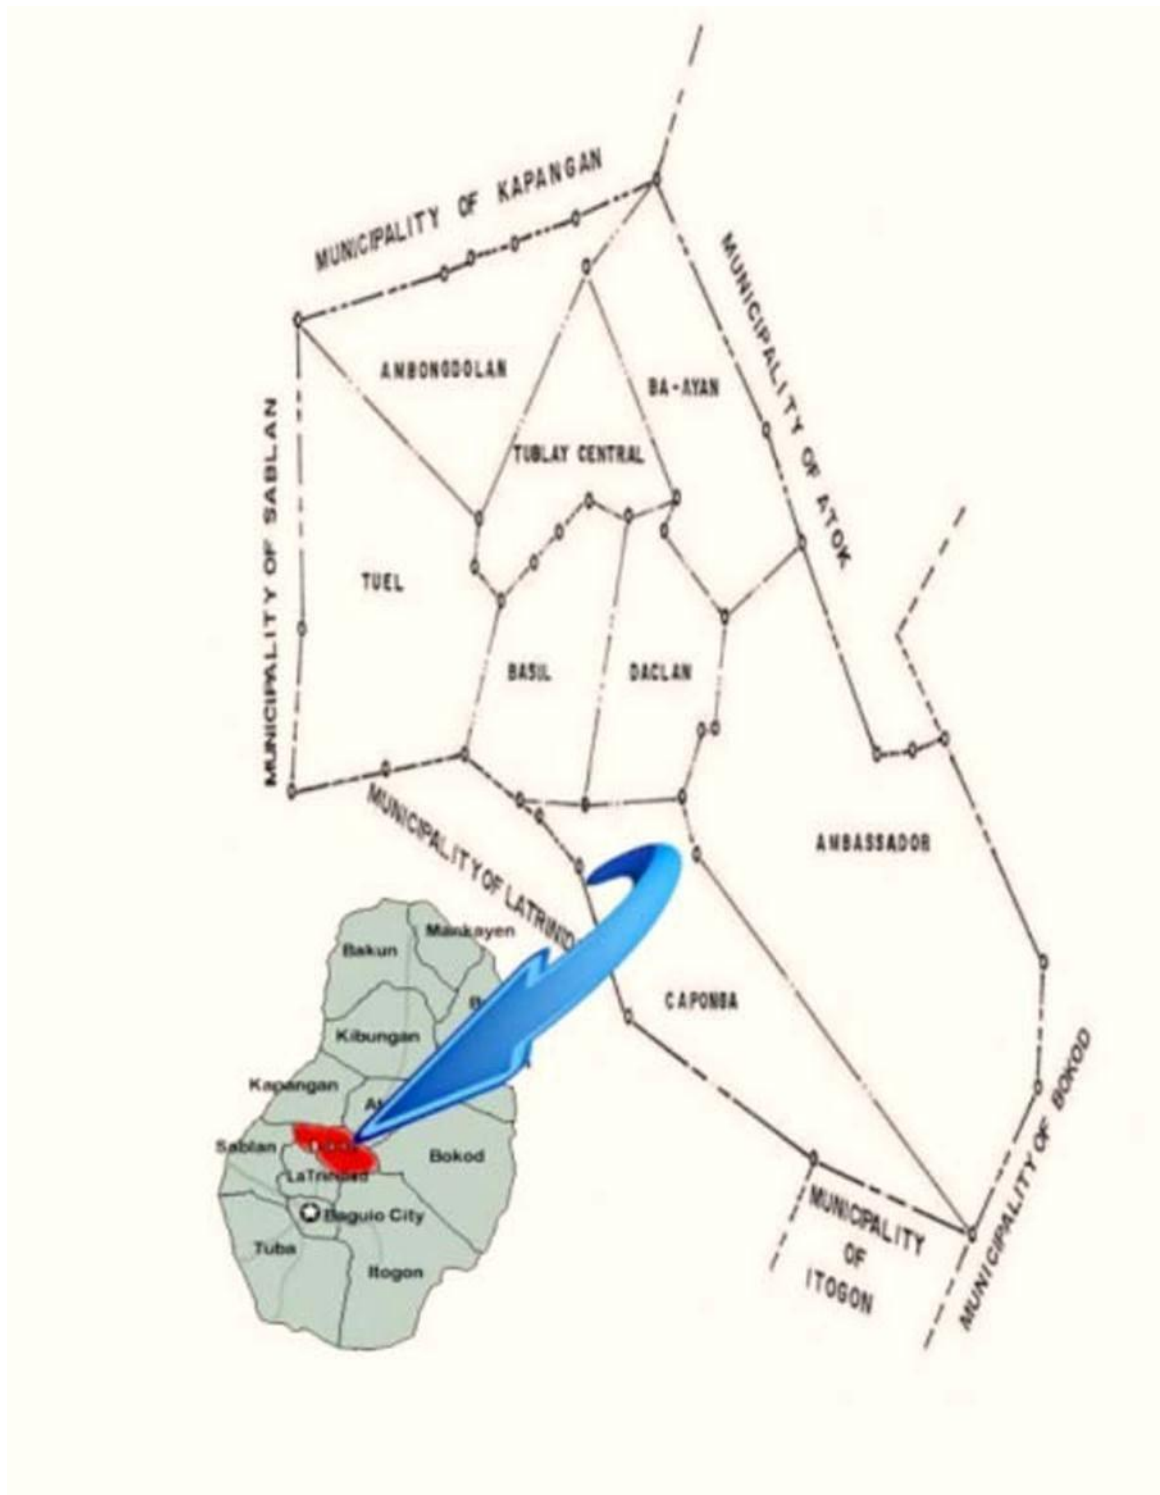 MUNICIPALITY OF KAPANGAN
MUNICIPALITY OF ATOK
AMBONGDOLAN
BA-AYAN
MUNICIPALITY OF SABLAN
TUBLAY CENTRAL
TUEL
BASIL
DACLAN
MUNICIPALITY OF LATRINID
AMBASSADOR
CAPONGA
MUNICIPALITY OF BOKOD
MUNICIPALITY
OF
ITOGON
Mankayen
Bakun
Kibungan
Kapangan
Sablan
Bokod
LaTrinidad
Baguio City
Tuba
Itogon